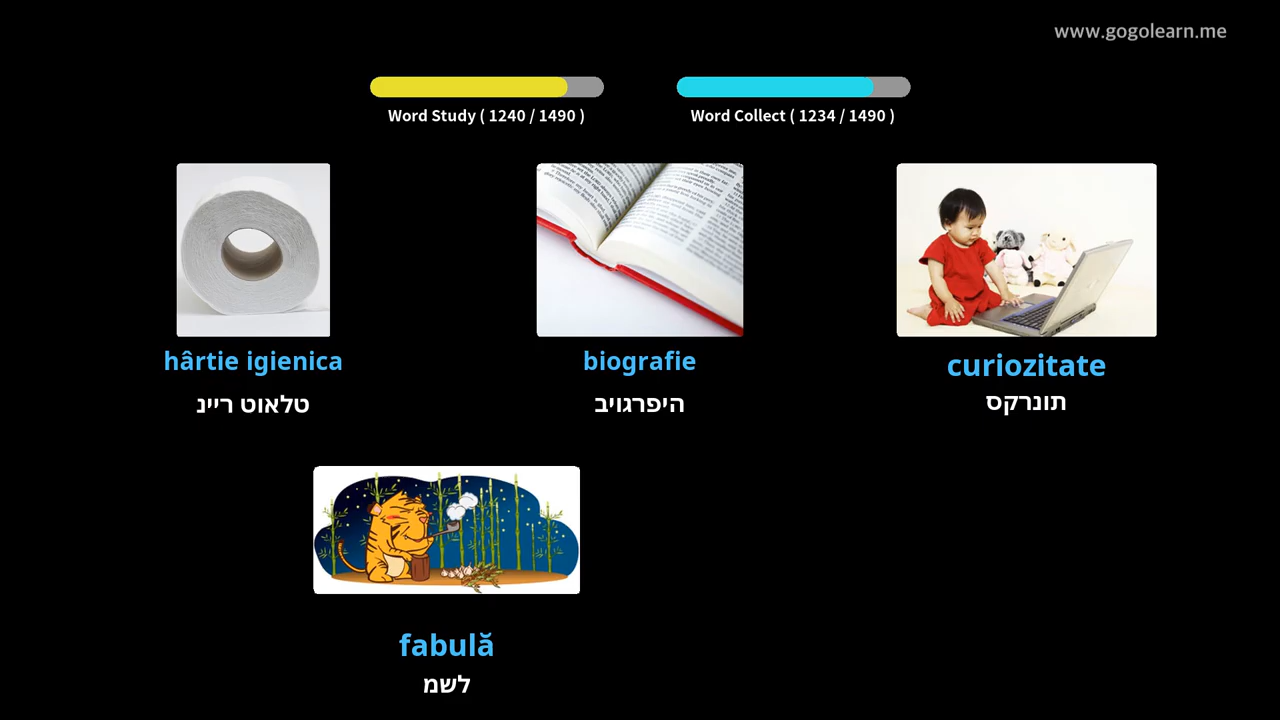 www.gogolearn.me
Word Study ( 1240 / 1490 )
Word Collect ( 1234 / 1490 )
hârtie igienica
טלאוט ריינ
biografie
היפרגויב
curiozitate
תונרקס
fabulă
לשמ